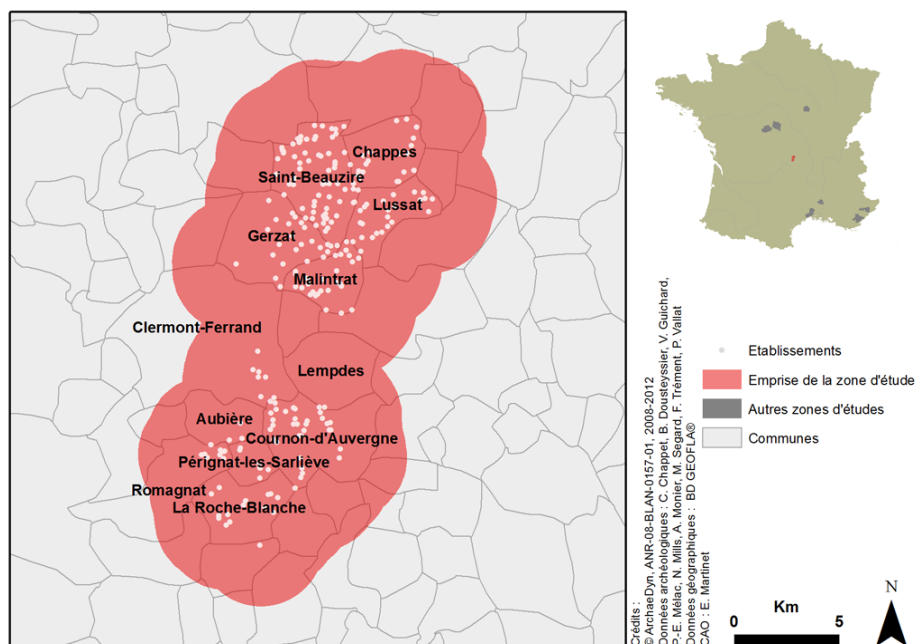 Chappes
Saint-Beauzire
Lussat
Gerzat
Malintrat
Clermont-Ferrand
Lempdes
Aubière
Cournon-d'Auvergne
Pérignat-les-Sarliève
Romagnat
La Roche-Blanche
Etablissements
Emprise de la zone d'étude
Autres zones d'études
Communes
Crédits :
© ArchaeDyn, ANR-08-BLAN-0157-01, 2008-2012
Données archéologiques : C. Chappet, B. Dousteyssier, V. Guichard,
P.-E. Mélac, N. Mills, A. Monier, M. Segard, F. Trément, P. Vallat
Données géographiques : BD GEOFLA®
CAO : E. Martinet
Km
0 5
N